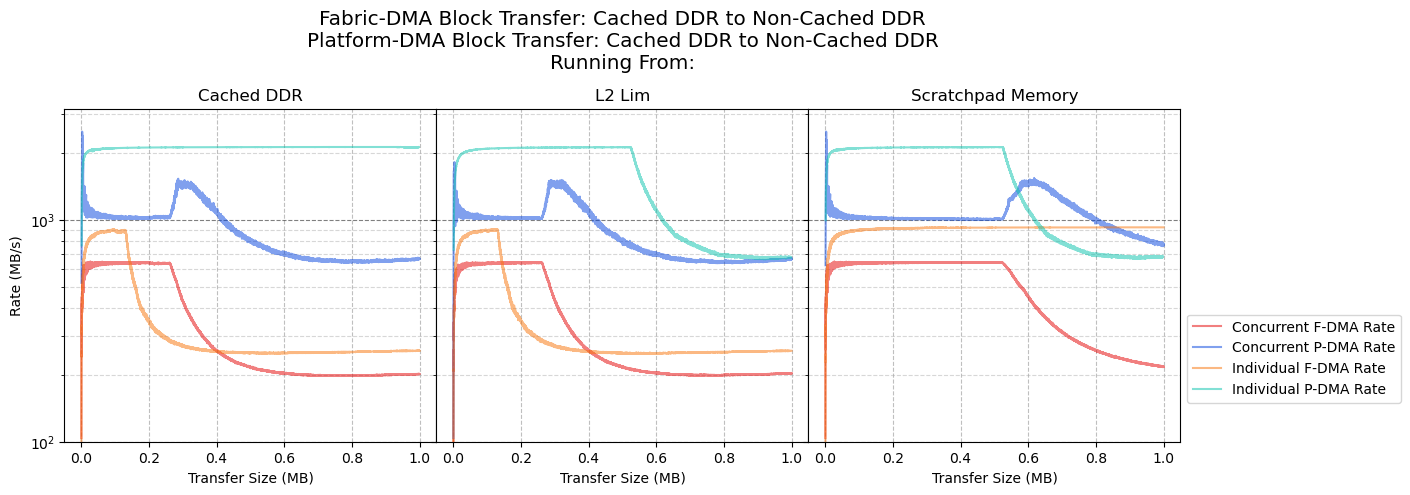 Fabric-DMA Block Transfer: Cached DDR to Non-Cached DDR
Platform-DMA Block Transfer: Cached DDR to Non-Cached DDR
Running From:
Cached DDR
L2 Lim
Scratchpad Memory
Rate (MB/s)
10³
10²
0.0 0.2 0.4 0.6 0.8 1.0
0.0 0.2 0.4 0.6 0.8 1.0
0.0 0.2 0.4 0.6 0.8 1.0
Transfer Size (MB)
Transfer Size (MB)
Transfer Size (MB)
Concurrent F-DMA Rate
Concurrent P-DMA Rate
Individual F-DMA Rate
Individual P-DMA Rate